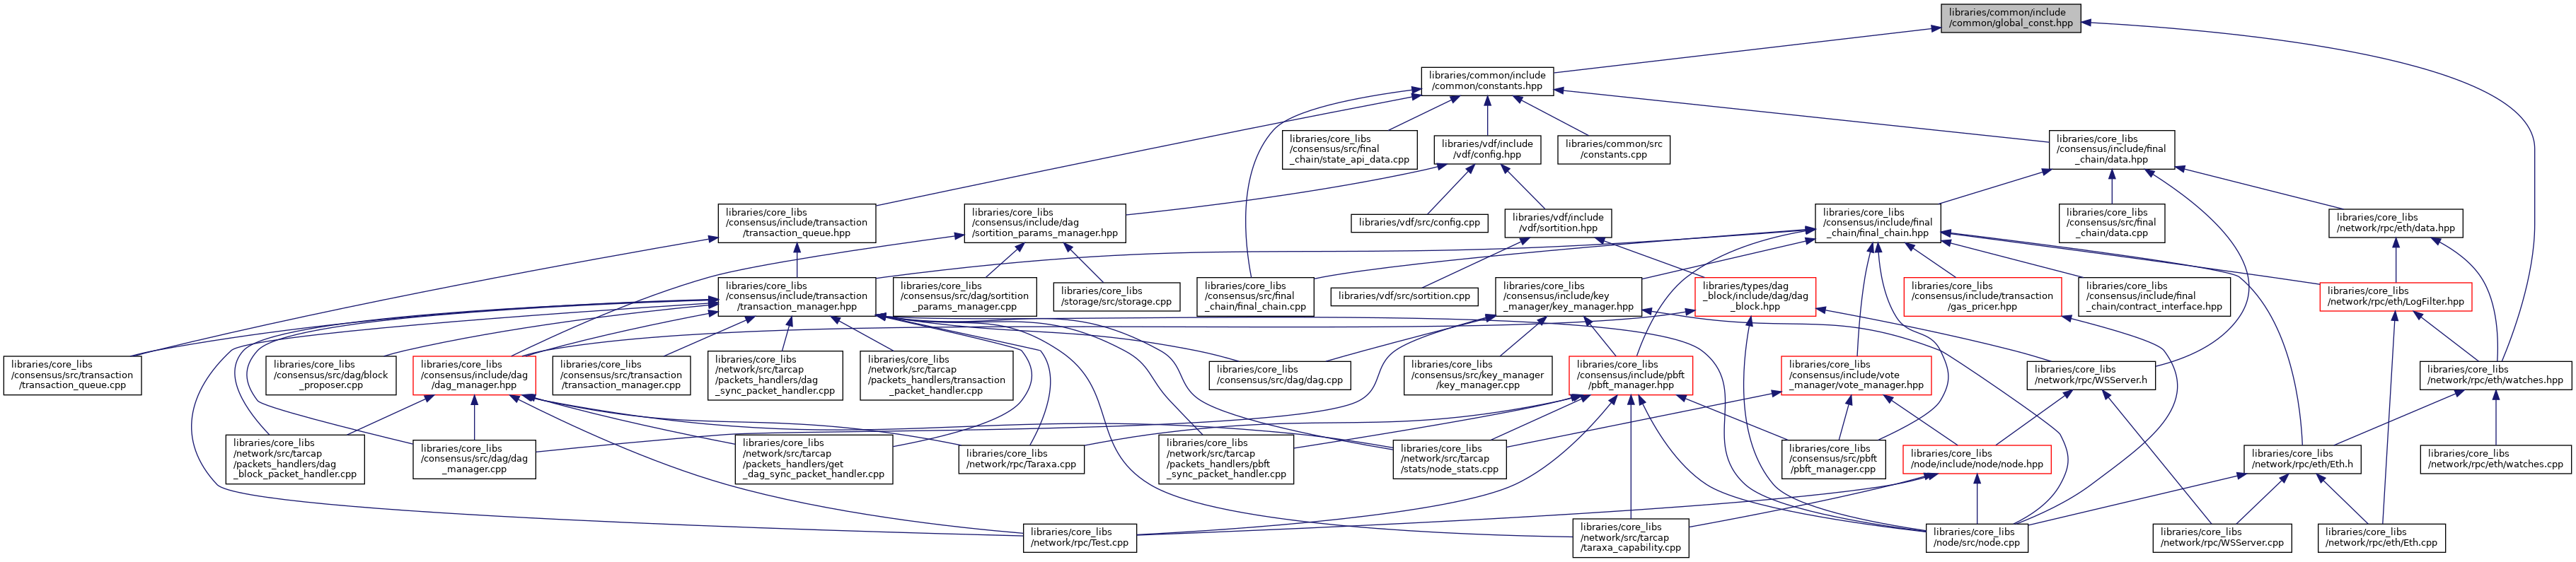 libraries/common/include
/common/global_const.hpp
libraries/common/include
/common/constants.hpp
libraries/core_libs
/consensus/src/final
_chain/state_api_data.cpp
libraries/vdf/include
/vdf/config.hpp
libraries/common/src
/constants.cpp
libraries/core_libs
/consensus/include/final
_chain/data.hpp
libraries/core_libs
/consensus/include/transaction
/transaction_queue.hpp
libraries/core_libs
/consensus/include/dag
/sortition_params_manager.hpp
libraries/vdf/src/config.cpp
libraries/vdf/include
/vdf/sortition.hpp
libraries/core_libs
/consensus/include/final
_chain/final_chain.hpp
libraries/core_libs
/consensus/src/final
_chain/data.cpp
libraries/core_libs
/network/rpc/eth/data.hpp
libraries/core_libs
/consensus/include/transaction
/transaction_manager.hpp
libraries/core_libs
/consensus/src/dag/sortition
_params_manager.cpp
libraries/core_libs
/storage/src/storage.cpp
libraries/core_libs
/consensus/src/final
_chain/final_chain.cpp
libraries/vdf/src/sortition.cpp
libraries/core_libs
/consensus/include/key
_manager/key_manager.hpp
libraries/types/dag
_block/include/dag/dag
_block.hpp
libraries/core_libs
/consensus/include/transaction
/gas_pricer.hpp
libraries/core_libs
/consensus/include/final
_chain/contract_interface.hpp
libraries/core_libs
/network/rpc/eth/LogFilter.hpp
libraries/core_libs
/consensus/src/transaction
/transaction_queue.cpp
libraries/core_libs
/consensus/src/dag/block
_proposer.cpp
libraries/core_libs
/consensus/include/dag
/dag_manager.hpp
libraries/core_libs
/consensus/src/transaction
/transaction_manager.cpp
libraries/core_libs
/network/src/tarcap
/packets_handlers/dag
_sync_packet_handler.cpp
libraries/core_libs
/network/src/tarcap
/packets_handlers/transaction
_packet_handler.cpp
libraries/core_libs
/consensus/src/dag/dag.cpp
libraries/core_libs
/consensus/src/key_manager
/key_manager.cpp
libraries/core_libs
/consensus/include/pbft
/pbft_manager.hpp
libraries/core_libs
/consensus/include/vote
_manager/vote_manager.hpp
libraries/core_libs
/network/rpc/WSServer.h
libraries/core_libs
/network/rpc/eth/watches.hpp
libraries/core_libs
/network/src/tarcap
/packets_handlers/dag
_block_packet_handler.cpp
libraries/core_libs
/consensus/src/dag/dag
_manager.cpp
libraries/core_libs
/network/src/tarcap
/packets_handlers/get
_dag_sync_packet_handler.cpp
libraries/core_libs
/network/rpc/Taraxa.cpp
libraries/core_libs
/network/src/tarcap
/packets_handlers/pbft
_sync_packet_handler.cpp
libraries/core_libs
/network/src/tarcap
/stats/node_stats.cpp
libraries/core_libs
/consensus/src/pbft
/pbft_manager.cpp
libraries/core_libs
/node/include/node/node.hpp
libraries/core_libs
/network/rpc/eth/Eth.h
libraries/core_libs
/network/rpc/eth/watches.cpp
libraries/core_libs
/network/rpc/Test.cpp
libraries/core_libs
/network/src/tarcap
/taraxa_capability.cpp
libraries/core_libs
/node/src/node.cpp
libraries/core_libs
/network/rpc/WSServer.cpp
libraries/core_libs
/network/rpc/eth/Eth.cpp